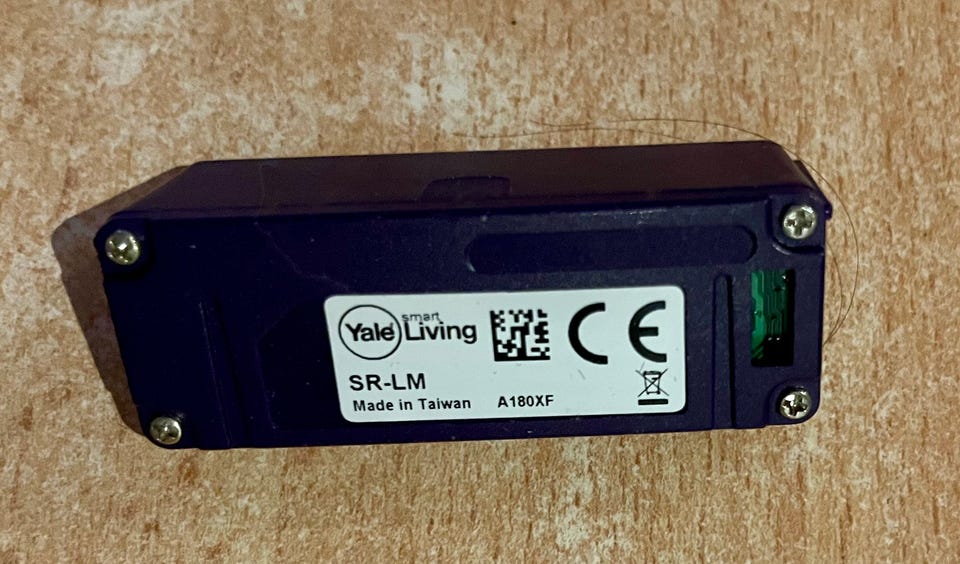 Yale smart Living
CE
SR-LM
Made in Taiwan A180XF